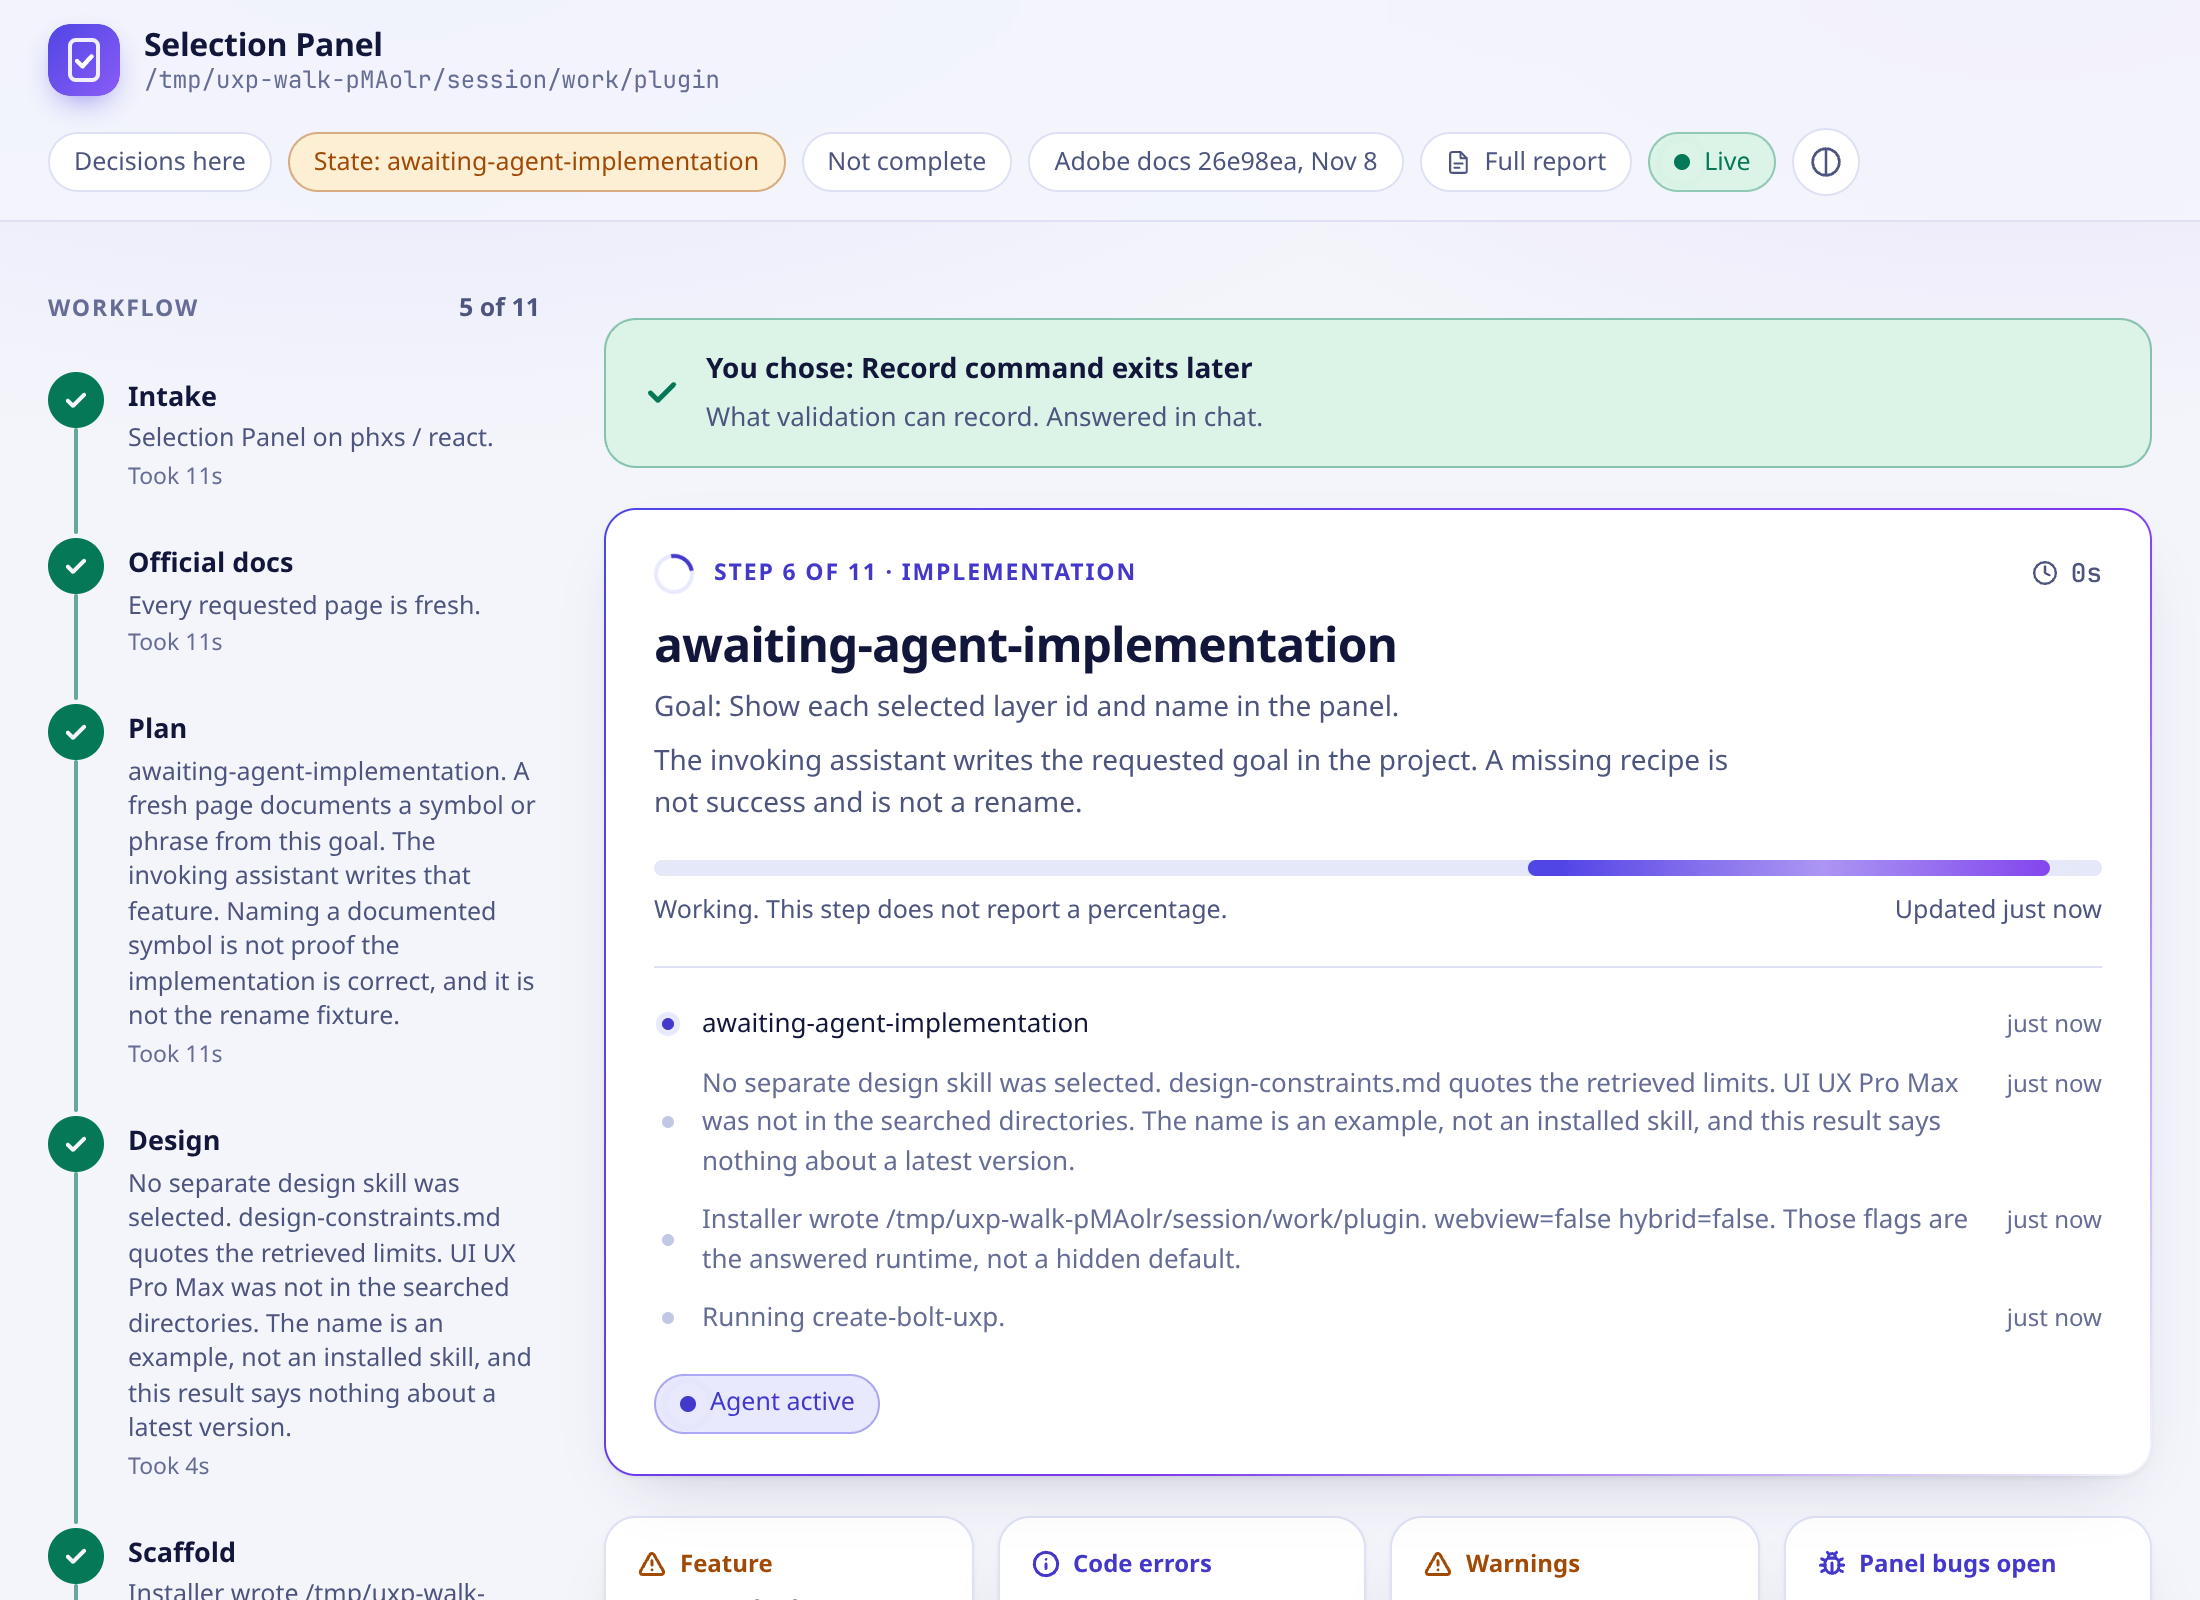 Selection Panel
/tmp/uxp-walk-pMAolr/session/work/plugin
Decisions here
State: awaiting-agent-implementation
Not complete
Adobe docs 26e98ea, Nov 8
Full report
Live
WORKFLOW
5 of 11
Intake
Selection Panel on phxs / react.
Took 11s
Official docs
Every requested page is fresh.
Took 11s
Plan
awaiting-agent-implementation. A
fresh page documents a symbol or
phrase from this goal. The
invoking assistant writes that
feature. Naming a documented
symbol is not proof the
implementation is correct, and it is
not the rename fixture.
Took 11s
Design
No separate design skill was
selected. design-constraints.md
quotes the retrieved limits. UI UX
Pro Max was not in the searched
directories. The name is an
example, not an installed skill, and
this result says nothing about a
latest version.
Took 4s
Scaffold
Installer wrote /tmp/uxp-walk-
You chose: Record command exits later
What validation can record. Answered in chat.
STEP 6 OF 11 · IMPLEMENTATION
0s
awaiting-agent-implementation
Goal: Show each selected layer id and name in the panel.
The invoking assistant writes the requested goal in the project. A missing recipe is
not success and is not a rename.
Working. This step does not report a percentage.
Updated just now
awaiting-agent-implementation
just now
No separate design skill was selected. design-constraints.md quotes the retrieved limits. UI UX Pro Max
just now
was not in the searched directories. The name is an example, not an installed skill, and this result says
nothing about a latest version.
Installer wrote /tmp/uxp-walk-pMAolr/session/work/plugin. webview=false hybrid=false. Those flags are
just now
the answered runtime, not a hidden default.
Running create-bolt-uxp.
just now
Agent active
Feature
Code errors
Warnings
Panel bugs open